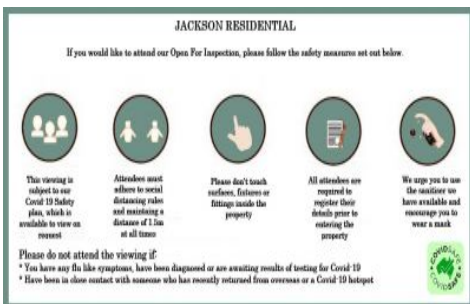 JACKSON RESIDENTIAL
If you would like to attend our Open For Inspection, please follow the safety measures set out below.
This viewing is
subject to our
Covid 19 Safety
plan, which is
available to view on
request
Attendees must
adhere to social
distancing rules
and maintaing a
distance of 1.5m
at all times
Please don't touch
surfaces, fixtures or
fittings inside the
property
All attendees are
required to
register their
details prior to
entering the
property
We urge you to use
the sanitizer we
have available and
encourage you to
wear a mask
Please do not attend the viewing if:
* You have any flu like symptoms, have been diagnosed or are awaiting results of testing for Covid-19
* Have been in close contact with someone who has recently returned from overseas or a Covid-19 hotspot
COVIDSAFE
COVIDSAFE